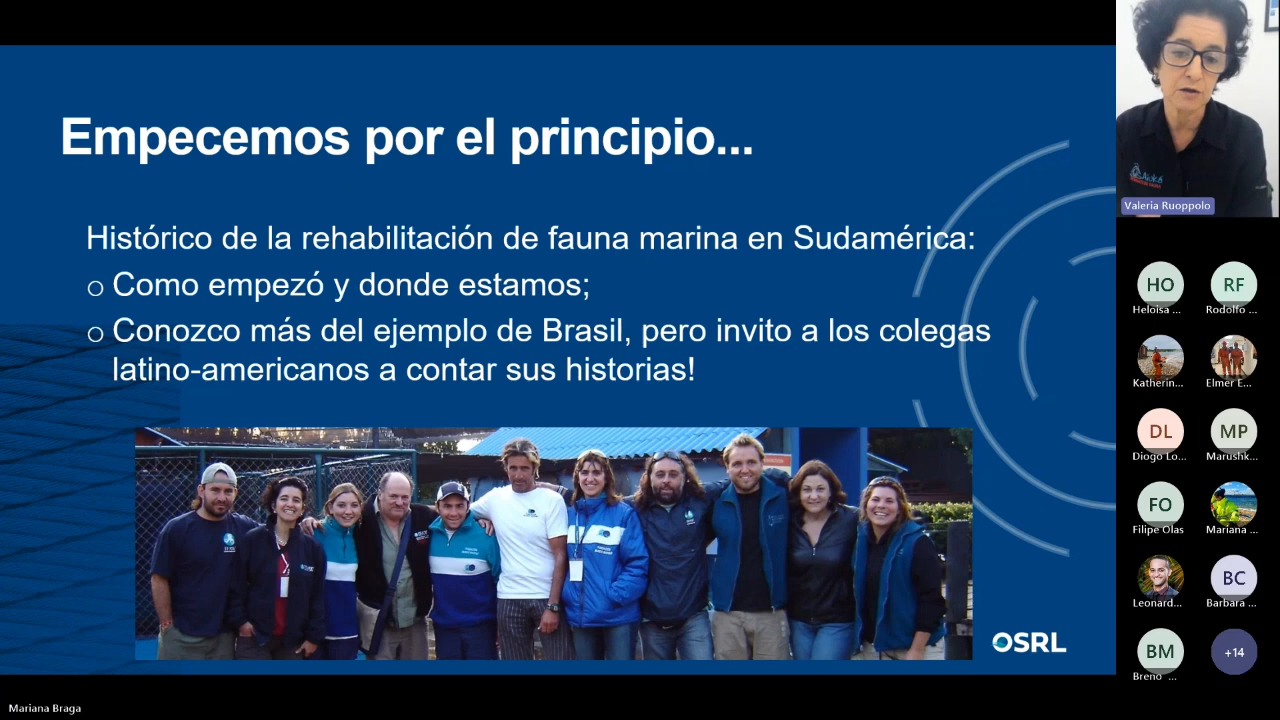 Empecemos por el principio...
Histórico de la rehabilitación de fauna marina en Sudamérica:
o Como empezó y donde estamos;
o Conozco más del ejemplo de Brasil, pero invito a los colegas
latino-americanos a contar sus historias!
OSRL
Aiuká
Valeria Ruoppolo
HO
Heloisa ...
RF
Rodolfo ...
Katherin...
Elmer E...
DL
Diogo Lo...
MP
Marushk...
FO
Filipe Olas
Mariana ...
Leonard...
BC
Barbara ...
BM
Breno ...
+14
Mariana Braga